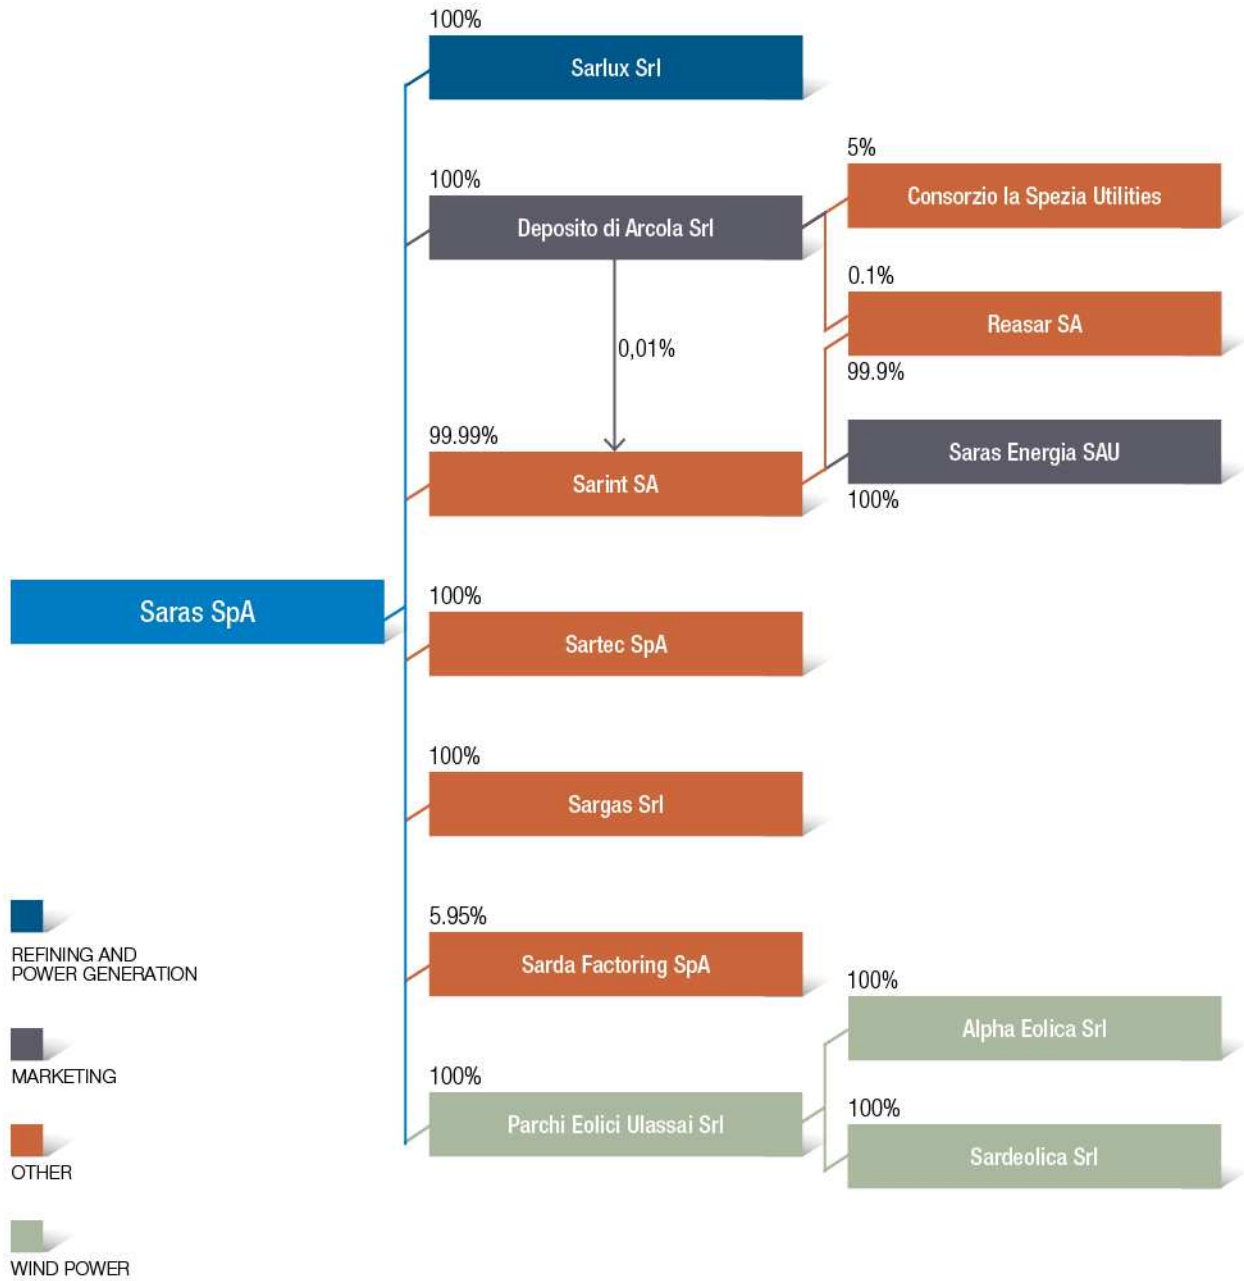 100%
Sarlux Srl
100%
Deposito di Arcola Srl
5%
Consorzio la Spezia Utilities
0.1%
Reasar SA
99.9%
0,01%
99.99%
Sarint SA
Saras Energia SAU
100%
Saras SpA
100%
Sartec SpA
100%
Sargas Srl
5.95%
Sarda Factoring SpA
100%
Parchi Eolici Ulassai Srl
100%
Alpha Eolica Srl
100%
Sardeolica Srl
REFINING AND
POWER GENERATION
MARKETING
OTHER
WIND POWER